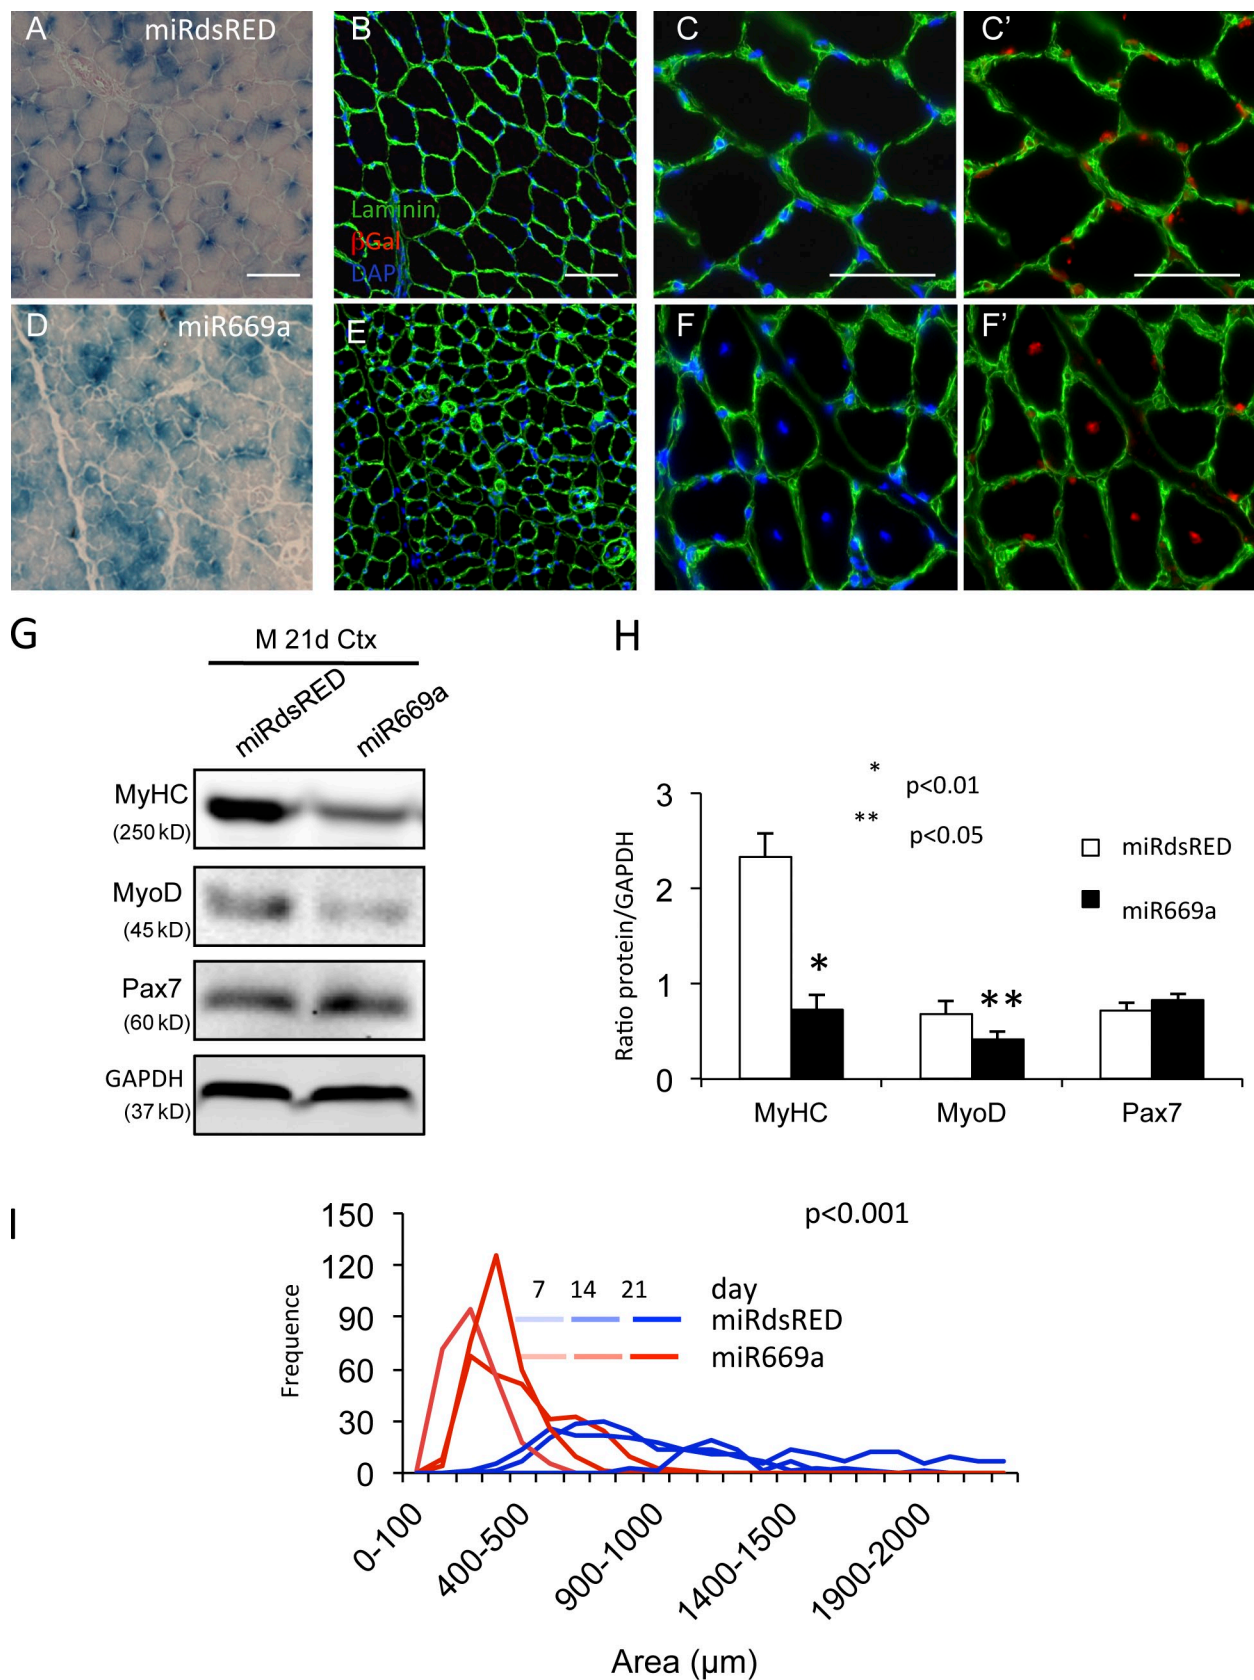 A miRdsRED
B
Laminin
βGal
DAPI
C
C'
D miR669a
E
F
F'
G
M 21d Ctx
miRdsRED
miR669a
MyHC
(250 kD)
MyoD
(45 kD)
Pax7
(60 kD)
GAPDH
(37 kD)
H
*
p<0.01
**
p<0.05
miRdsRED
miR669a
Ratio protein/GAPDH
3
2
1
0
*
**
MyHC MyoD Pax7
I
p<0.001
Frequence
150
120
90
60
30
0
7 14 21 day
miRdsRED
miR669a
0-100
400-500
900-1000
1400-1500
1900-2000
Area (µm)